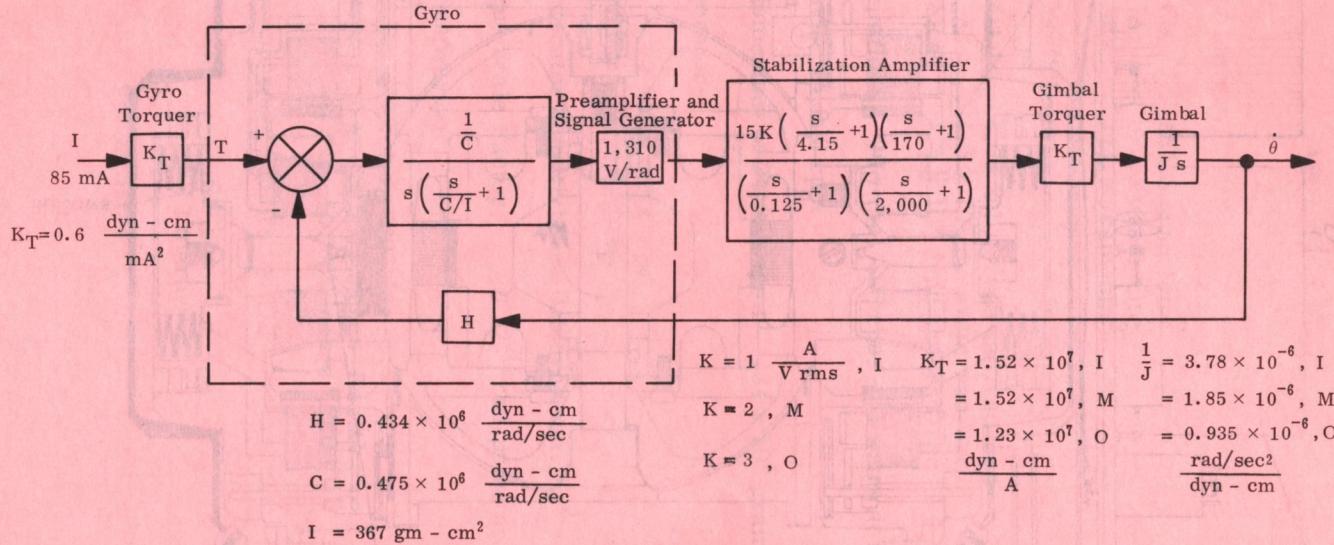 Gyro
Gyro
Torquer
I
85 mA
K_T
T
K_T = 0.6 dyn - cm / mA²
+
-
1/C
s ( s / C/I + 1 )
Preamplifier and
Signal Generator
1,310
V/rad
Stabilization Amplifier
15K ( s / 4.15 + 1 ) ( s / 170 + 1 )
( s / 0.125 + 1 ) ( s / 2,000 + 1 )
Gimbal
Torquer
K_T
Gimbal
1 / J s
θ̇
H
H = 0.434 × 10⁶ dyn - cm / rad/sec
C = 0.475 × 10⁶ dyn - cm / rad/sec
I = 367 gm - cm²
K = 1 A / V rms , I
K = 2 , M
K = 3 , O
K_T = 1.52 × 10⁷, I
= 1.52 × 10⁷, M
= 1.23 × 10⁷, O
dyn - cm / A
1/J = 3.78 × 10⁻⁶, I
= 1.85 × 10⁻⁶, M
= 0.935 × 10⁻⁶, O
rad/sec² / dyn - cm